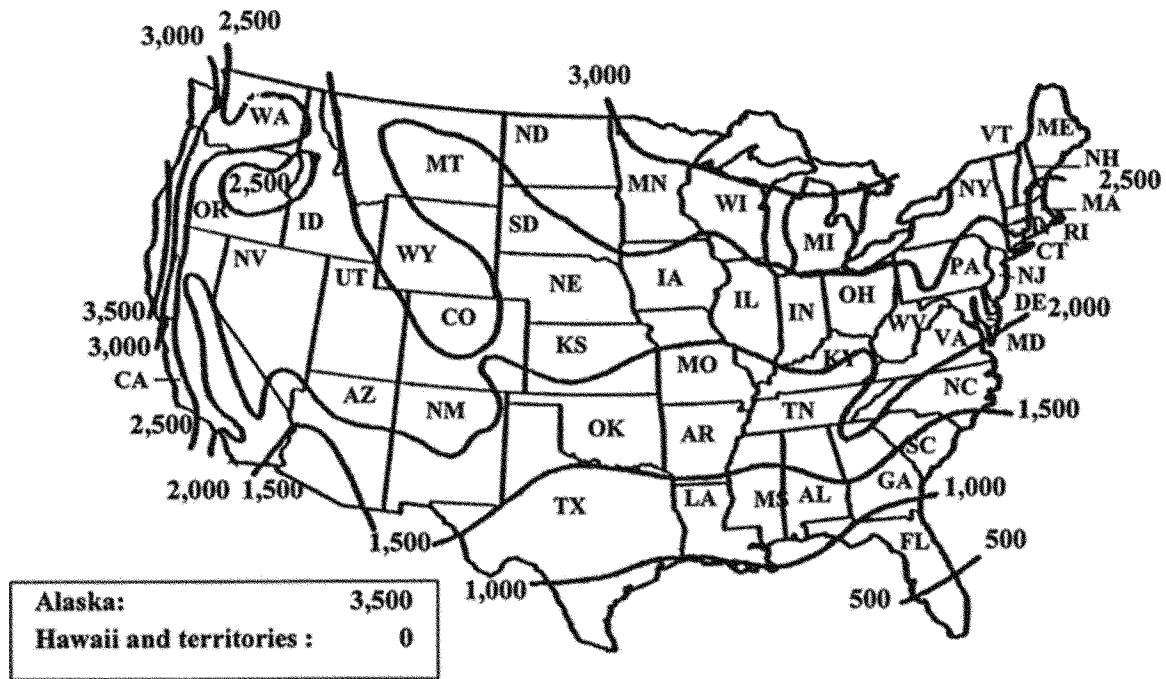 2,500
3,000
3,000
WA
ND
VT
ME
MT
MN
NH
2,500
2,500
WI
NY
OR
ID
SD
MI
MA
RI
WY
CT
NV
UT
IA
PA
NJ
NE
IL
IN
OH
DE
2,000
3,500
CO
WV
VA
MD
3,000
KS
KY
MO
CA
AZ
NM
TN
NC
1,500
2,500
OK
AR
SC
GA
2,000
1,500
LA
MS
AL
1,000
TX
1,500
FL
500
1,000
500
Alaska: 3,500
Hawaii and territories : 0